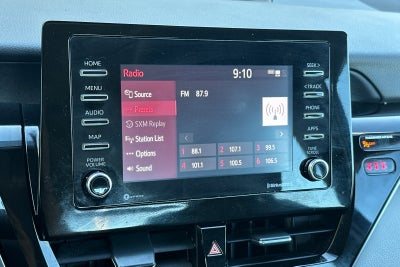 HOME
MENU
AUDIO
MAP
POWER
VOLUME
Radio
9:10
Source
Presets
SXM Replay
Station List
Options
Sound
FM 87.9
1 88.1 2 107.1 3 99.5
4 101.1 5 100.5 6 106.5
SEEK>
<TRACK
PHONE
APPS
TUNE
SCROLL
SiriusXM